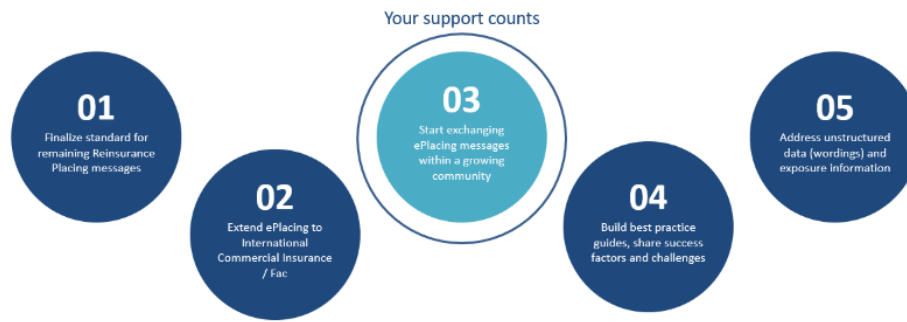 Your support counts
01
Finalize standard for
remaining Reinsurance
Placing messages
02
Extend ePlacing to
International
Commercial Insurance
/ Fac
03
Start exchanging
ePlacing messages
within a growing
community
04
Build best practice
guides, share success
factors and challenges
05
Address unstructured
data (wordings) and
exposure information